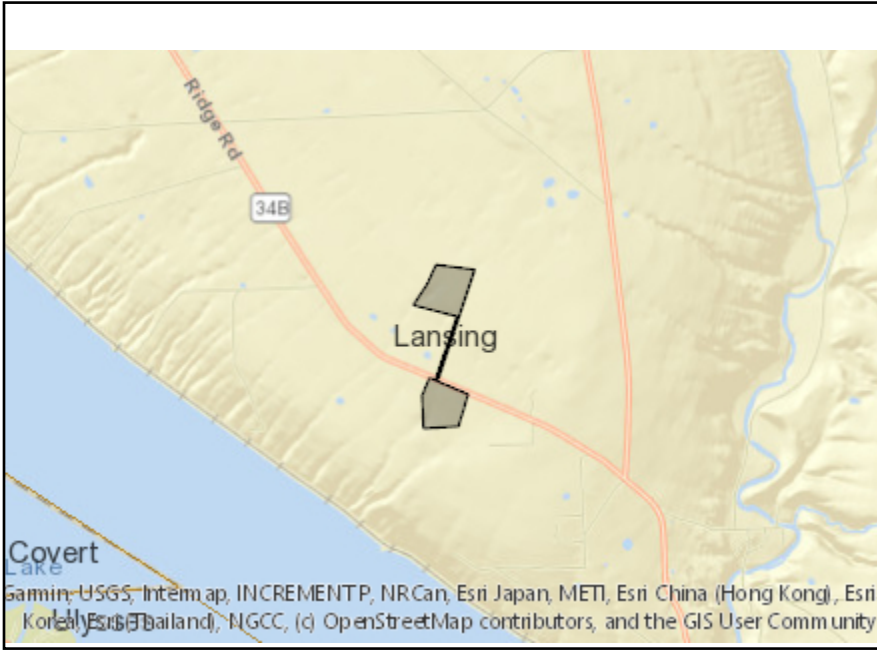 Ridge Rd
34B
Lansing
Covert
Lake
Garmin, USGS, Intermap, INCREMENT P, NRCan, Esri Japan, METI, Esri China (Hong Kong), Esri
Korea, Esri (Thailand), NGCC, (c) OpenStreetMap contributors, and the GIS User Community
Ulysses